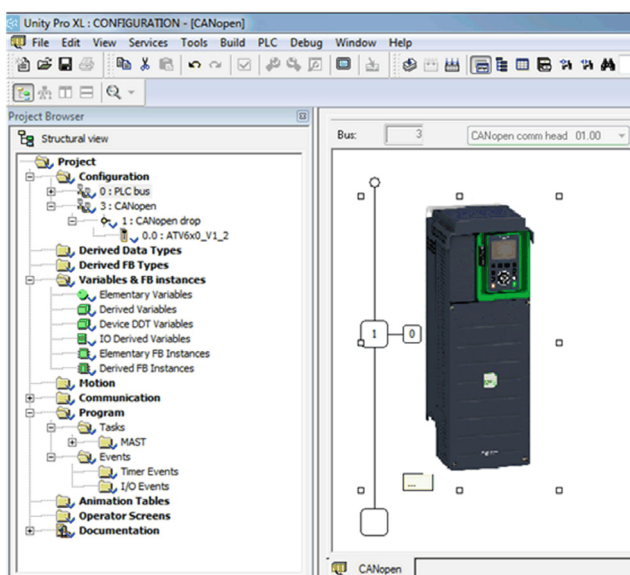 Unity Pro XL : CONFIGURATION - [CANopen]
File Edit View Services Tools Build PLC Debug Window Help
Project Browser
Structural view
Project
Configuration
0 : PLC bus
3 : CANopen
1 : CANopen drop
0.0 : ATV6x0_V1_2
Derived Data Types
Derived FB Types
Variables & FB instances
Elementary Variables
Derived Variables
Device DDT Variables
IO Derived Variables
Elementary FB Instances
Derived FB Instances
Motion
Communication
Program
Tasks
MAST
Events
Timer Events
I/O Events
Animation Tables
Operator Screens
Documentation
Bus: 3 CANopen comm head 01.00
1 0
...
CANopen